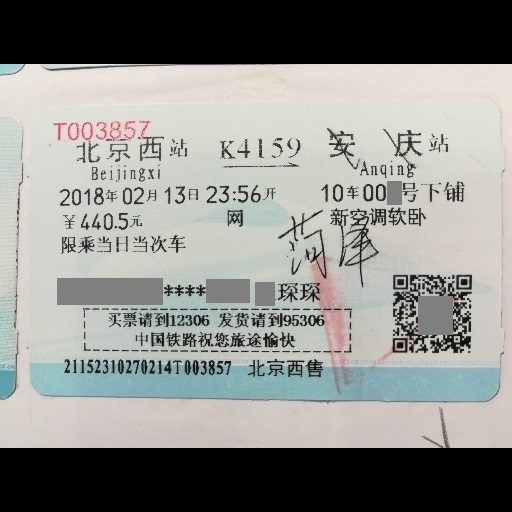 T003857
北京西站 K4159 安庆站
Beijingxi Anqing
2018年02月13日23:56开 10车00 号下铺
￥440.5元 网 新空调软卧
菏泽
限乘当日当次车
**** 琛琛
买票请到12306 发货请到95306
中国铁路祝您旅途愉快
21152310270214T003857 北京西售